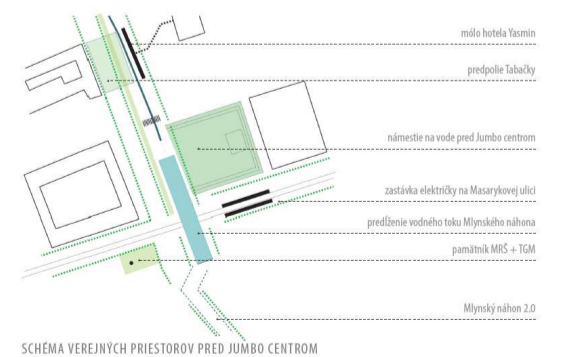 mólo hotela Yasmin
predpolie Tabačky
námestie na vode pred Jumbo centrom
zastávka električky na Masarykovej ulici
predĺženie vodného toku Mlynského náhona
pamätník MRŠ + TGM
Mlynský náhon 2.0
SCHÉMA VEREJNÝCH PRIESTOROV PRED JUMBO CENTROM